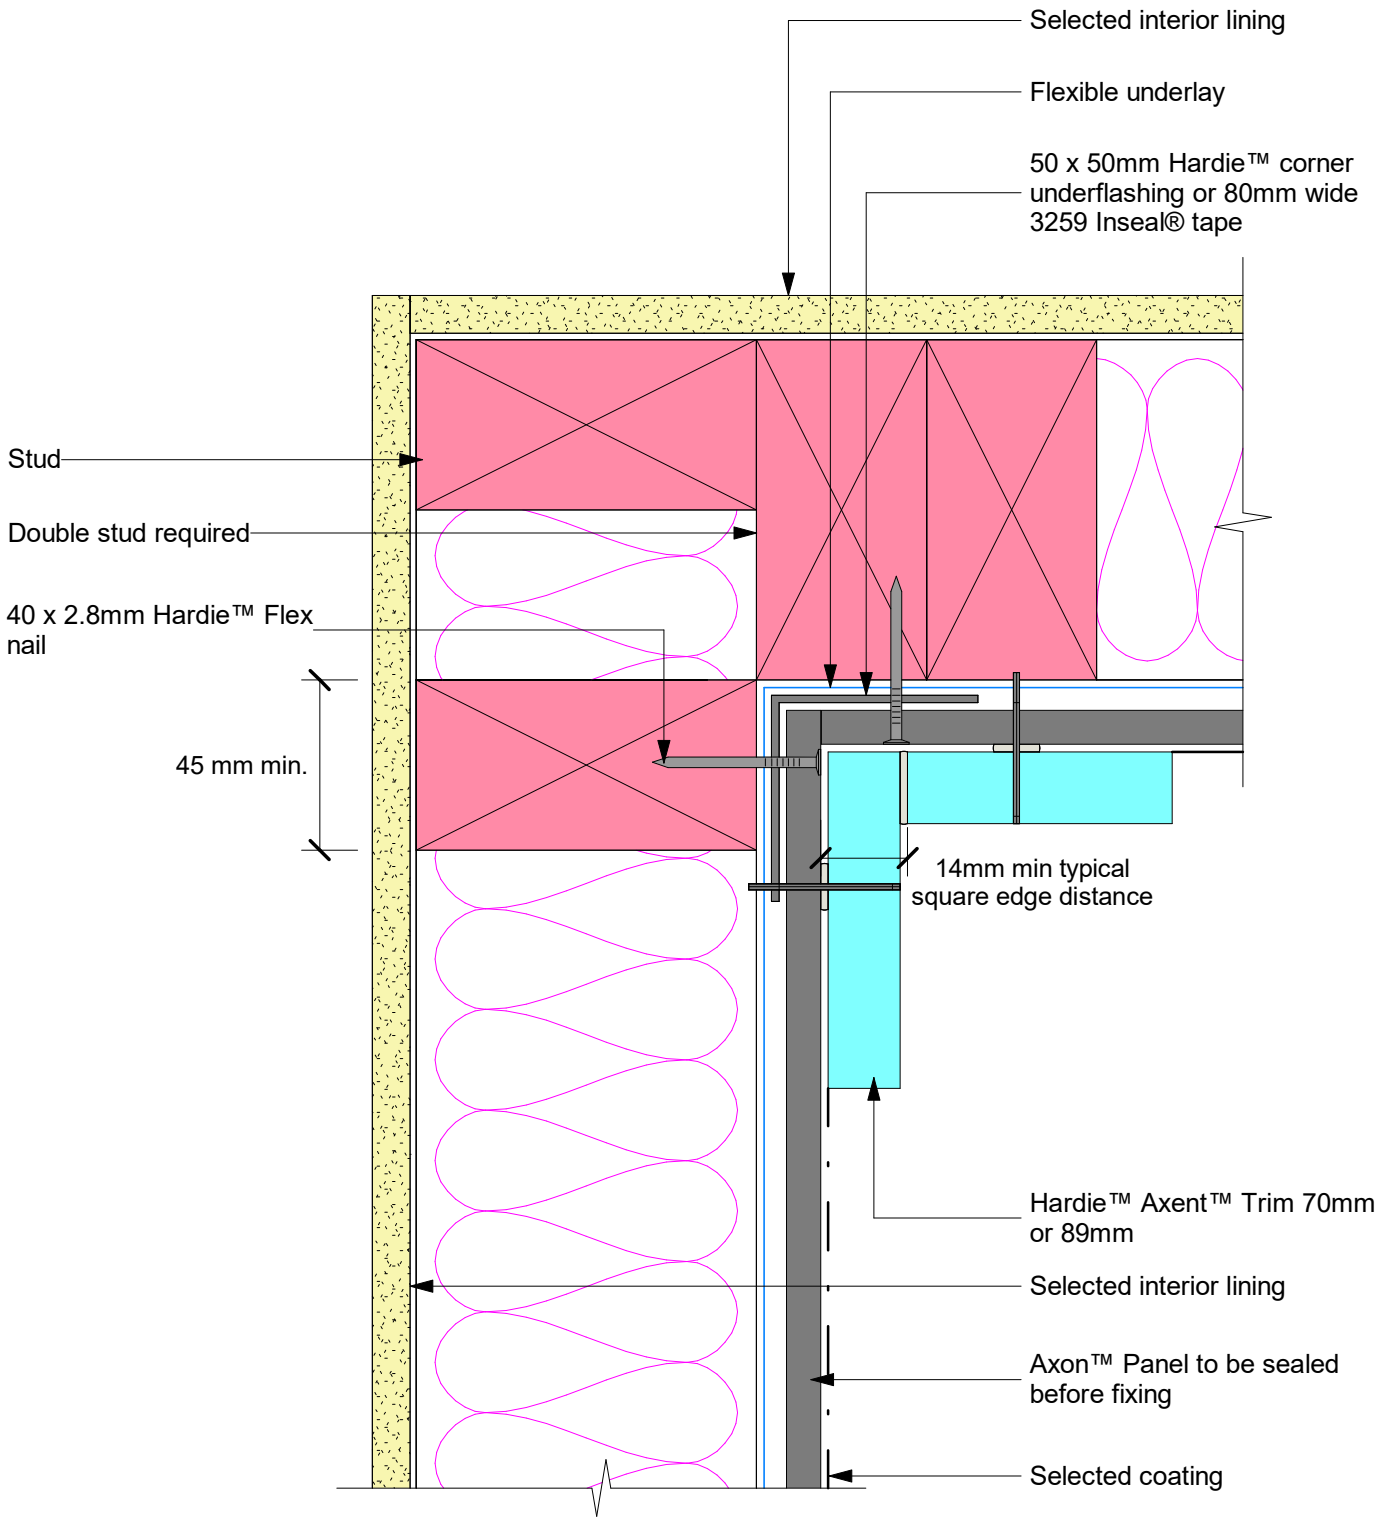 Selected interior lining
Flexible underlay
50 x 50mm Hardie™ corner
underflashing or 80mm wide
3259 Inseal® tape
Stud
Double stud required
40 x 2.8mm Hardie™ Flex
nail
45 mm min.
14mm min typical
square edge distance
Hardie™ Axent™ Trim 70mm
or 89mm
Selected interior lining
Axon™ Panel to be sealed
before fixing
Selected coating